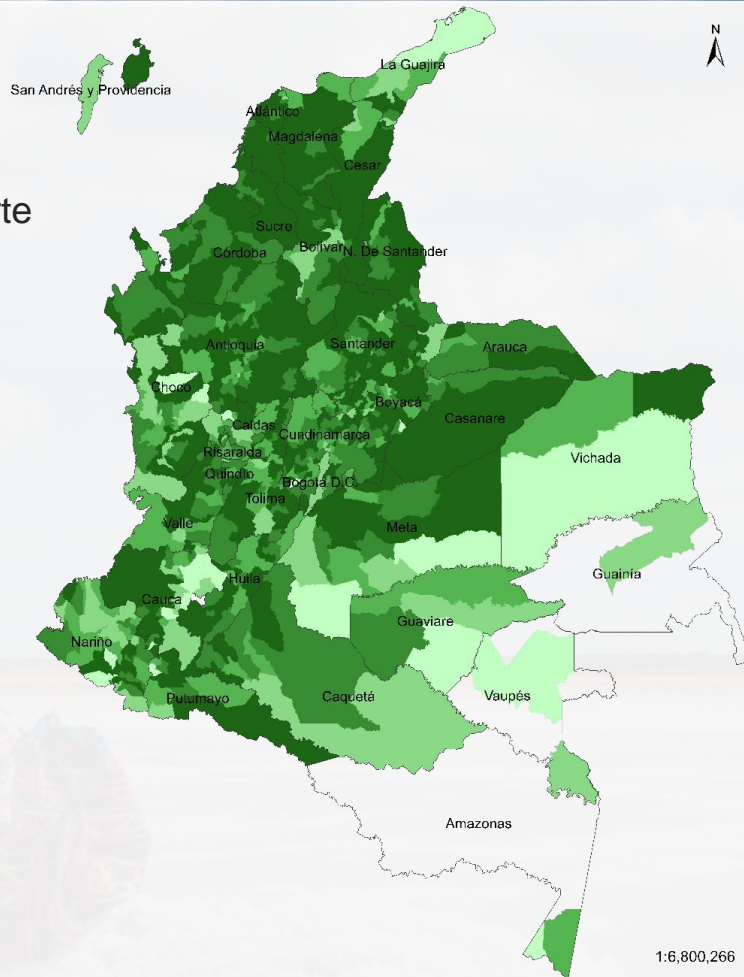 N
La Guajira
San Andrés y Providencia
Atlántico
Magdalena
Cesar
rte
Sucre
Bolívar
N. De Santander
Córdoba
Antioquia
Santander
Arauca
Choco
Boyacá
Casanare
Caldas
Cundinamarca
Risaralda
Vichada
Quindío
Bogotá D.C.
Tolima
Valle
Meta
Guainía
Huila
Cauca
Guaviare
Nariño
Putumayo
Caquetá
Vaupés
Amazonas
1:6,800,266